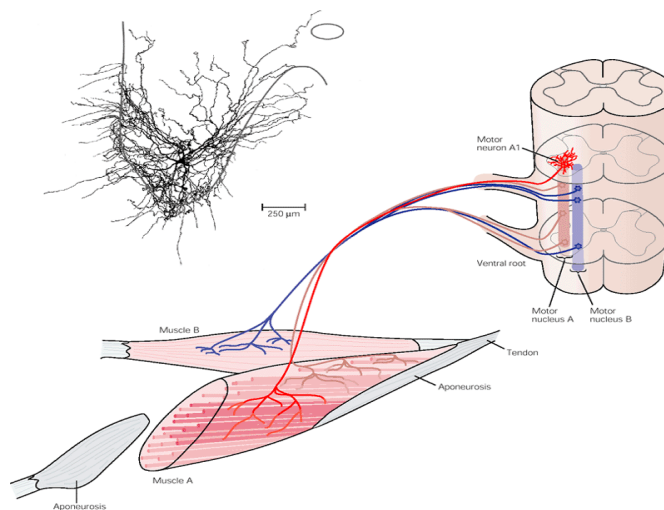 Motor
neuron A1
250 µm
Ventral root
Motor
nucleus A
Motor
nucleus B
Muscle B
Tendon
Aponeurosis
Muscle A
Aponeurosis